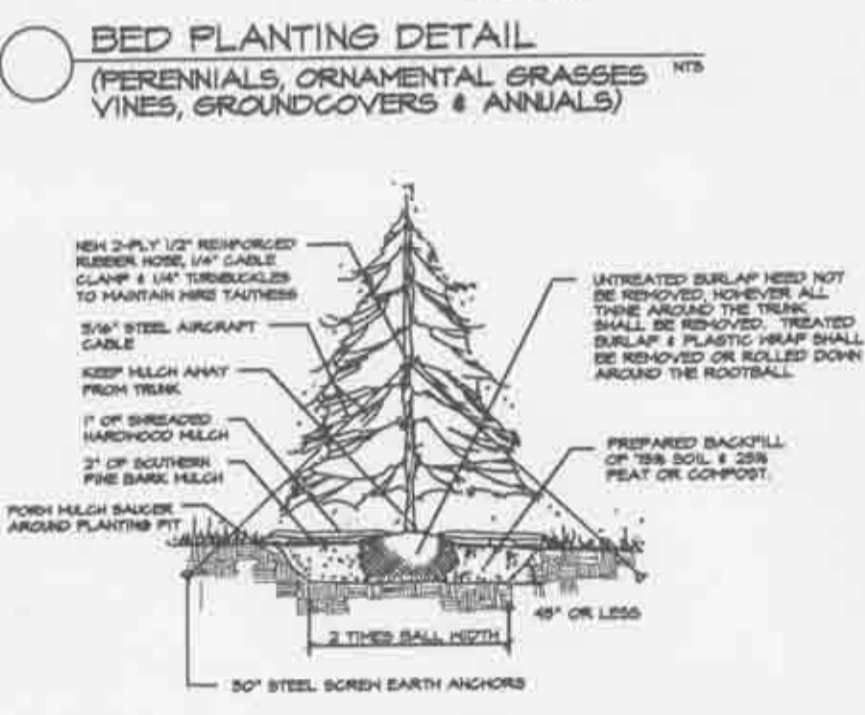 BED PLANTING DETAIL
NTS
(PERENNIALS, ORNAMENTAL GRASSES
VINES, GROUNDCOVERS & ANNUALS)
NEW 2-PLY 1/2" REINFORCED
RUBBER HOSE, 1/4" CABLE
CLAMP & 1/4" TURNBUCKLES
TO MAINTAIN WIRE TAUTNESS
3/16" STEEL AIRCRAFT
CABLE
KEEP MULCH AWAY
FROM TRUNK
1" OF SHREADED
HARDWOOD MULCH
2" OF SOUTHERN
PINE BARK MULCH
FORM MULCH SAUCER
AROUND PLANTING PIT
UNTREATED BURLAP NEED NOT
BE REMOVED, HOWEVER ALL
TWINE AROUND THE TRUNK
SHALL BE REMOVED. TREATED
BURLAP & PLASTIC WRAP SHALL
BE REMOVED OR ROLLED DOWN
AROUND THE ROOTBALL
PREPARED BACKFILL
OF 75% SOIL & 25%
PEAT OR COMPOST.
45° OR LESS
2 TIMES BALL WIDTH
30" STEEL SCREW EARTH ANCHORS